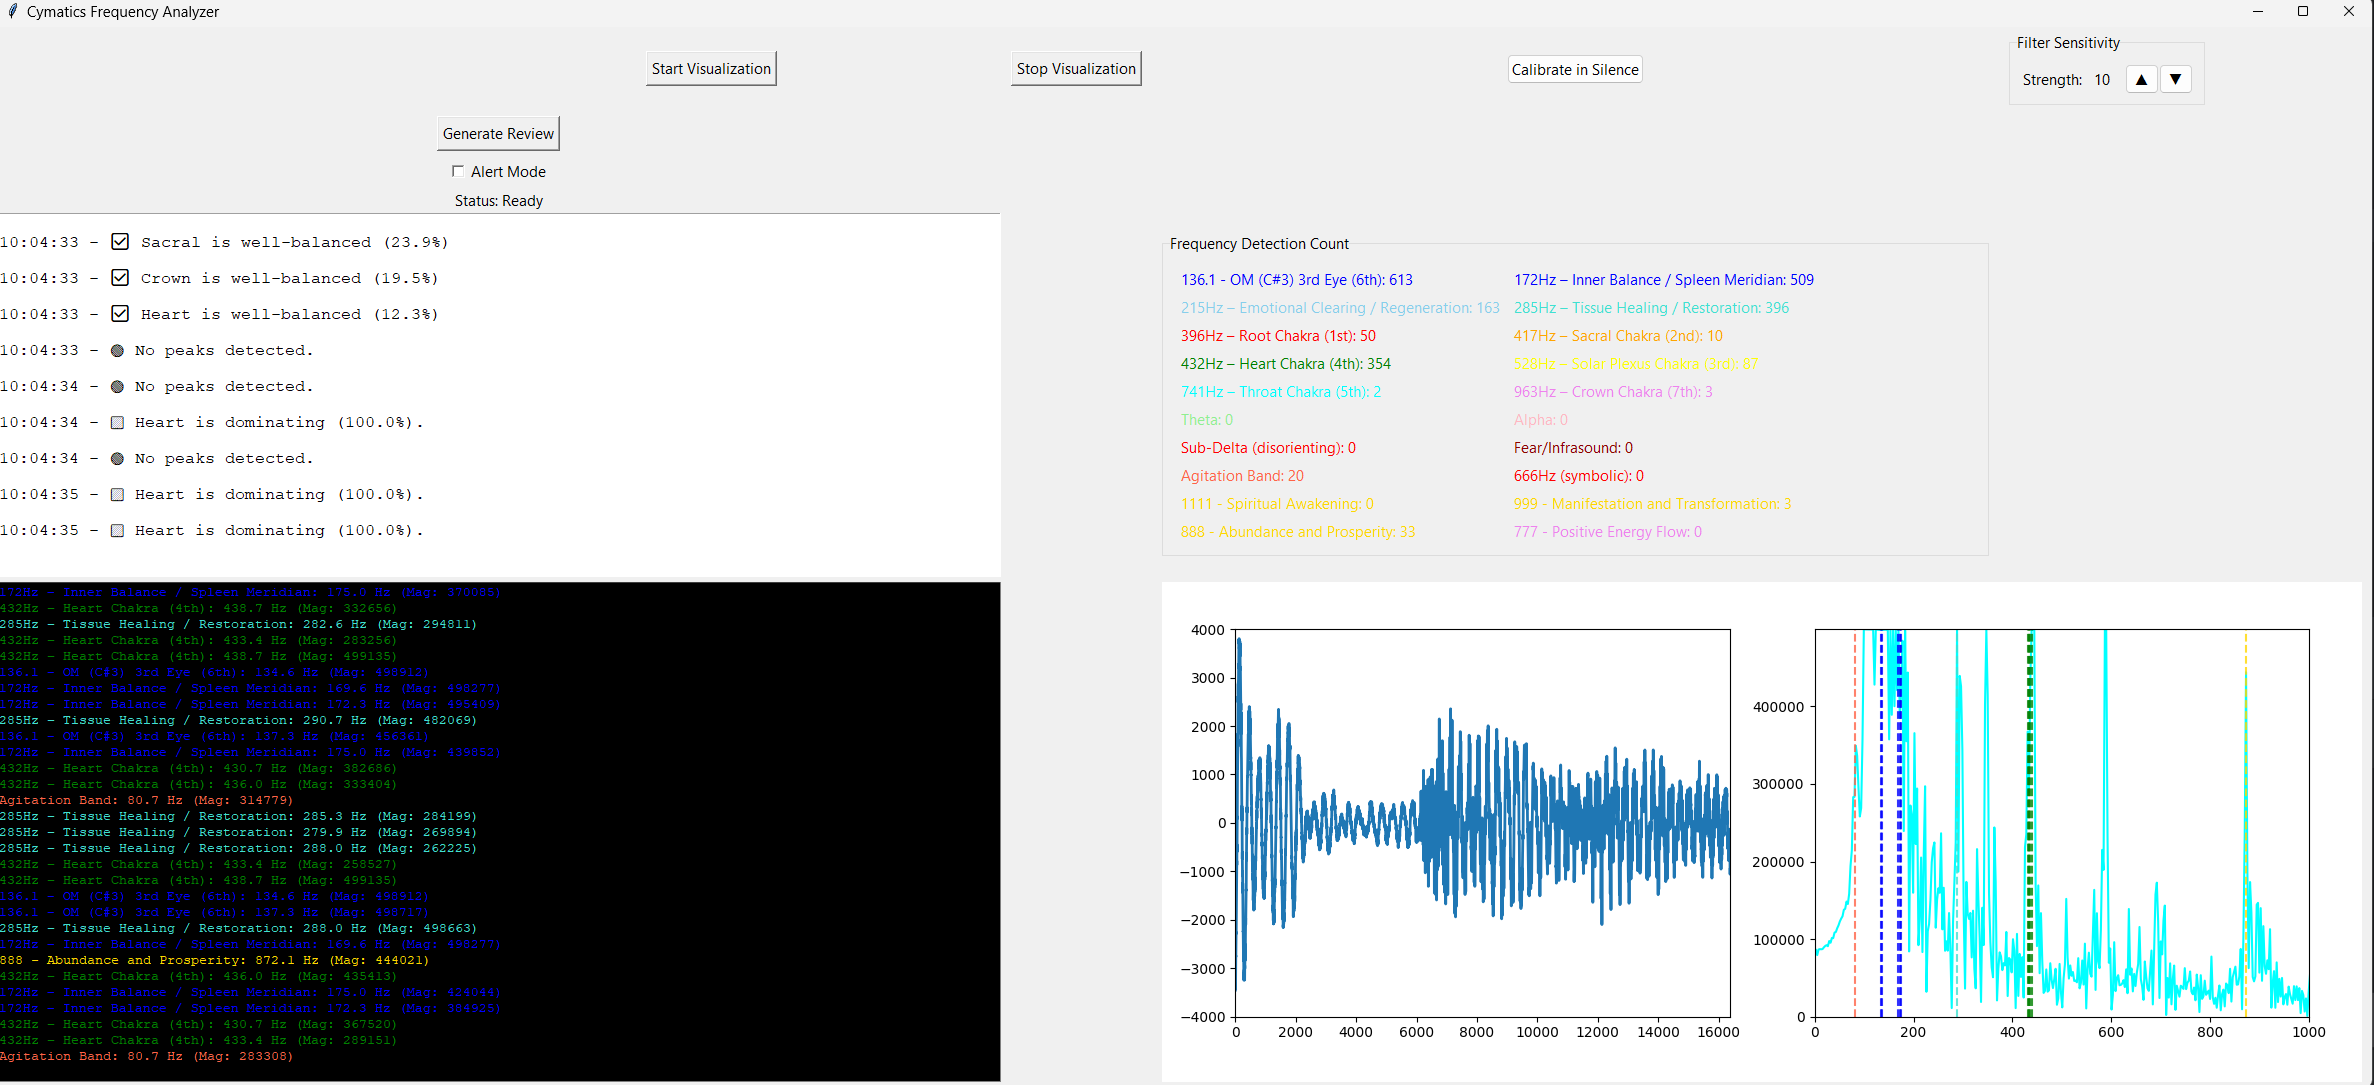 Cymatics Frequency Analyzer
Start Visualization
Stop Visualization
Calibrate in Silence
Filter Sensitivity
Strength: 10 ▲ ▼
Generate Review
Alert Mode
Status: Ready
10:04:33 - ☑ Sacral is well-balanced (23.9%)
10:04:33 - ☑ Crown is well-balanced (19.5%)
10:04:33 - ☑ Heart is well-balanced (12.3%)
10:04:33 - No peaks detected.
10:04:34 - No peaks detected.
10:04:34 - Heart is dominating (100.0%).
10:04:34 - No peaks detected.
10:04:35 - Heart is dominating (100.0%).
10:04:35 - Heart is dominating (100.0%).
Frequency Detection Count
136.1 - OM (C#3) 3rd Eye (6th): 613
172Hz – Inner Balance / Spleen Meridian: 509
215Hz – Emotional Clearing / Regeneration: 163
285Hz – Tissue Healing / Restoration: 396
396Hz – Root Chakra (1st): 50
417Hz – Sacral Chakra (2nd): 10
432Hz – Heart Chakra (4th): 354
528Hz – Solar Plexus Chakra (3rd): 87
741Hz – Throat Chakra (5th): 2
963Hz – Crown Chakra (7th): 3
Theta: 0
Alpha: 0
Sub-Delta (disorienting): 0
Fear/Infrasound: 0
Agitation Band: 20
666Hz (symbolic): 0
1111 - Spiritual Awakening: 0
999 - Manifestation and Transformation: 3
888 - Abundance and Prosperity: 33
777 - Positive Energy Flow: 0
172Hz – Inner Balance / Spleen Meridian: 175.0 Hz (Mag: 370085)
432Hz – Heart Chakra (4th): 438.7 Hz (Mag: 332656)
285Hz – Tissue Healing / Restoration: 282.6 Hz (Mag: 294811)
432Hz – Heart Chakra (4th): 433.4 Hz (Mag: 283256)
432Hz – Heart Chakra (4th): 438.7 Hz (Mag: 499135)
136.1 - OM (C#3) 3rd Eye (6th): 134.6 Hz (Mag: 498912)
172Hz – Inner Balance / Spleen Meridian: 169.6 Hz (Mag: 498277)
172Hz – Inner Balance / Spleen Meridian: 172.3 Hz (Mag: 495409)
285Hz – Tissue Healing / Restoration: 290.7 Hz (Mag: 482069)
136.1 - OM (C#3) 3rd Eye (6th): 137.3 Hz (Mag: 456361)
172Hz – Inner Balance / Spleen Meridian: 175.0 Hz (Mag: 439852)
432Hz – Heart Chakra (4th): 430.7 Hz (Mag: 382686)
432Hz – Heart Chakra (4th): 436.0 Hz (Mag: 333404)
Agitation Band: 80.7 Hz (Mag: 314779)
285Hz – Tissue Healing / Restoration: 285.3 Hz (Mag: 284199)
285Hz – Tissue Healing / Restoration: 279.9 Hz (Mag: 269894)
285Hz – Tissue Healing / Restoration: 288.0 Hz (Mag: 262225)
432Hz – Heart Chakra (4th): 433.4 Hz (Mag: 258527)
432Hz – Heart Chakra (4th): 438.7 Hz (Mag: 499135)
136.1 - OM (C#3) 3rd Eye (6th): 134.6 Hz (Mag: 498912)
136.1 - OM (C#3) 3rd Eye (6th): 137.3 Hz (Mag: 498717)
285Hz – Tissue Healing / Restoration: 288.0 Hz (Mag: 498663)
172Hz – Inner Balance / Spleen Meridian: 169.6 Hz (Mag: 498277)
888 - Abundance and Prosperity: 872.1 Hz (Mag: 444021)
432Hz – Heart Chakra (4th): 436.0 Hz (Mag: 435413)
172Hz – Inner Balance / Spleen Meridian: 175.0 Hz (Mag: 424044)
172Hz – Inner Balance / Spleen Meridian: 172.3 Hz (Mag: 384925)
432Hz – Heart Chakra (4th): 430.7 Hz (Mag: 367520)
432Hz – Heart Chakra (4th): 433.4 Hz (Mag: 289151)
Agitation Band: 80.7 Hz (Mag: 283308)
4000
3000
2000
1000
0
−1000
−2000
−3000
−4000
0 2000 4000 6000 8000 10000 12000 14000 16000
400000
300000
200000
100000
0
0 200 400 600 800 1000